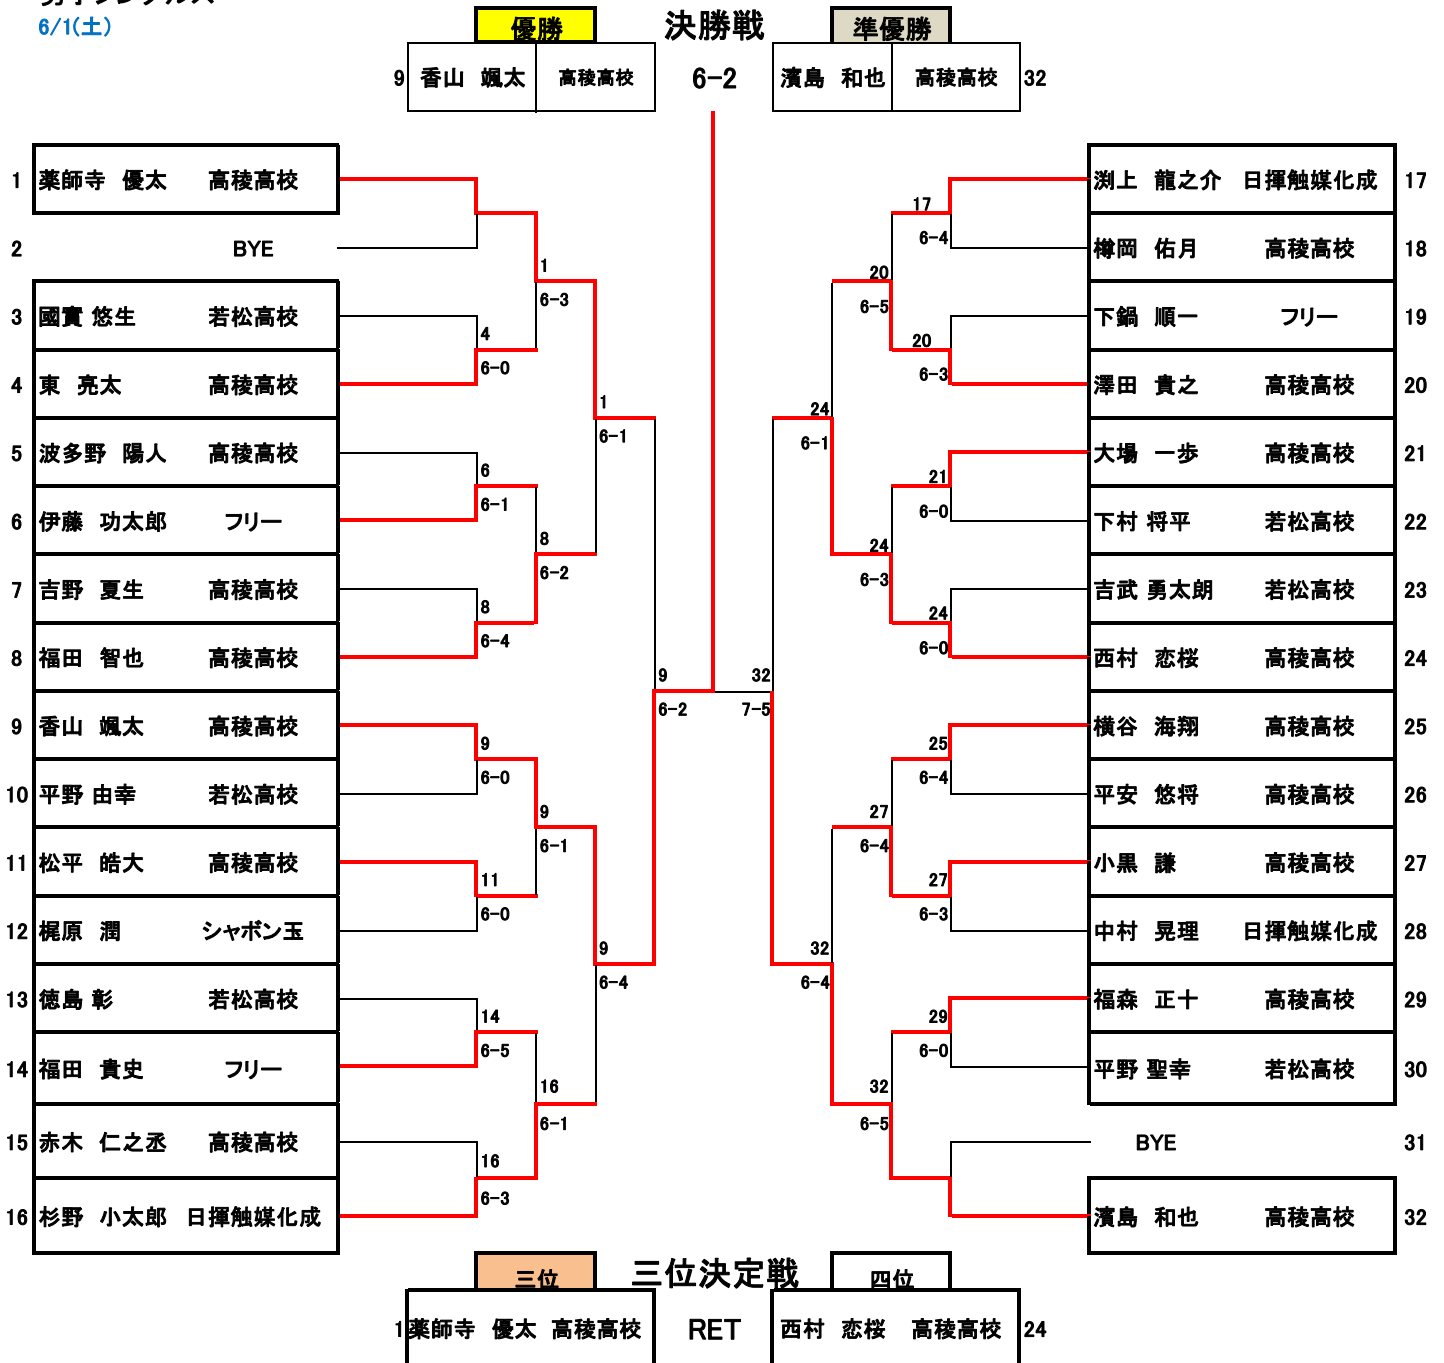 6/1(土)
優勝 決勝戦 準優勝
9 香山 颯太 高稜高校 6-2 濱島 和也 高稜高校 32
1 薬師寺 優太 高稜高校
2 BYE
3 國實 悠生 若松高校
4 東 亮太 高稜高校
5 波多野 陽人 高稜高校
6 伊藤 功太郎 フリー
7 吉野 夏生 高稜高校
8 福田 智也 高稜高校
9 香山 颯太 高稜高校
10 平野 由幸 若松高校
11 松平 皓大 高稜高校
12 梶原 潤 シャボン玉
13 徳島 彰 若松高校
14 福田 貴史 フリー
15 赤木 仁之丞 高稜高校
16 杉野 小太郎 日揮触媒化成
4
6-0
6
6-1
8
6-4
9
6-0
11
6-0
14
6-5
16
6-3
1
6-3
8
6-2
9
6-1
16
6-1
1
6-1
9
6-4
9
6-2
32
7-5
24
6-1
32
6-4
20
6-5
24
6-3
27
6-4
32
6-5
17
6-4
20
6-3
21
6-0
24
6-0
25
6-4
27
6-3
29
6-0
渕上 龍之介 日揮触媒化成 17
樽岡 佑月 高稜高校 18
下鍋 順一 フリー 19
澤田 貴之 高稜高校 20
大場 一歩 高稜高校 21
下村 将平 若松高校 22
吉武 勇太朗 若松高校 23
西村 恋桜 高稜高校 24
横谷 海翔 高稜高校 25
平安 悠将 高稜高校 26
小黒 謙 高稜高校 27
中村 晃理 日揮触媒化成 28
福森 正十 高稜高校 29
平野 聖幸 若松高校 30
BYE 31
濱島 和也 高稜高校 32
三位 三位決定戦 四位
1 薬師寺 優太 高稜高校 RET 西村 恋桜 高稜高校 24